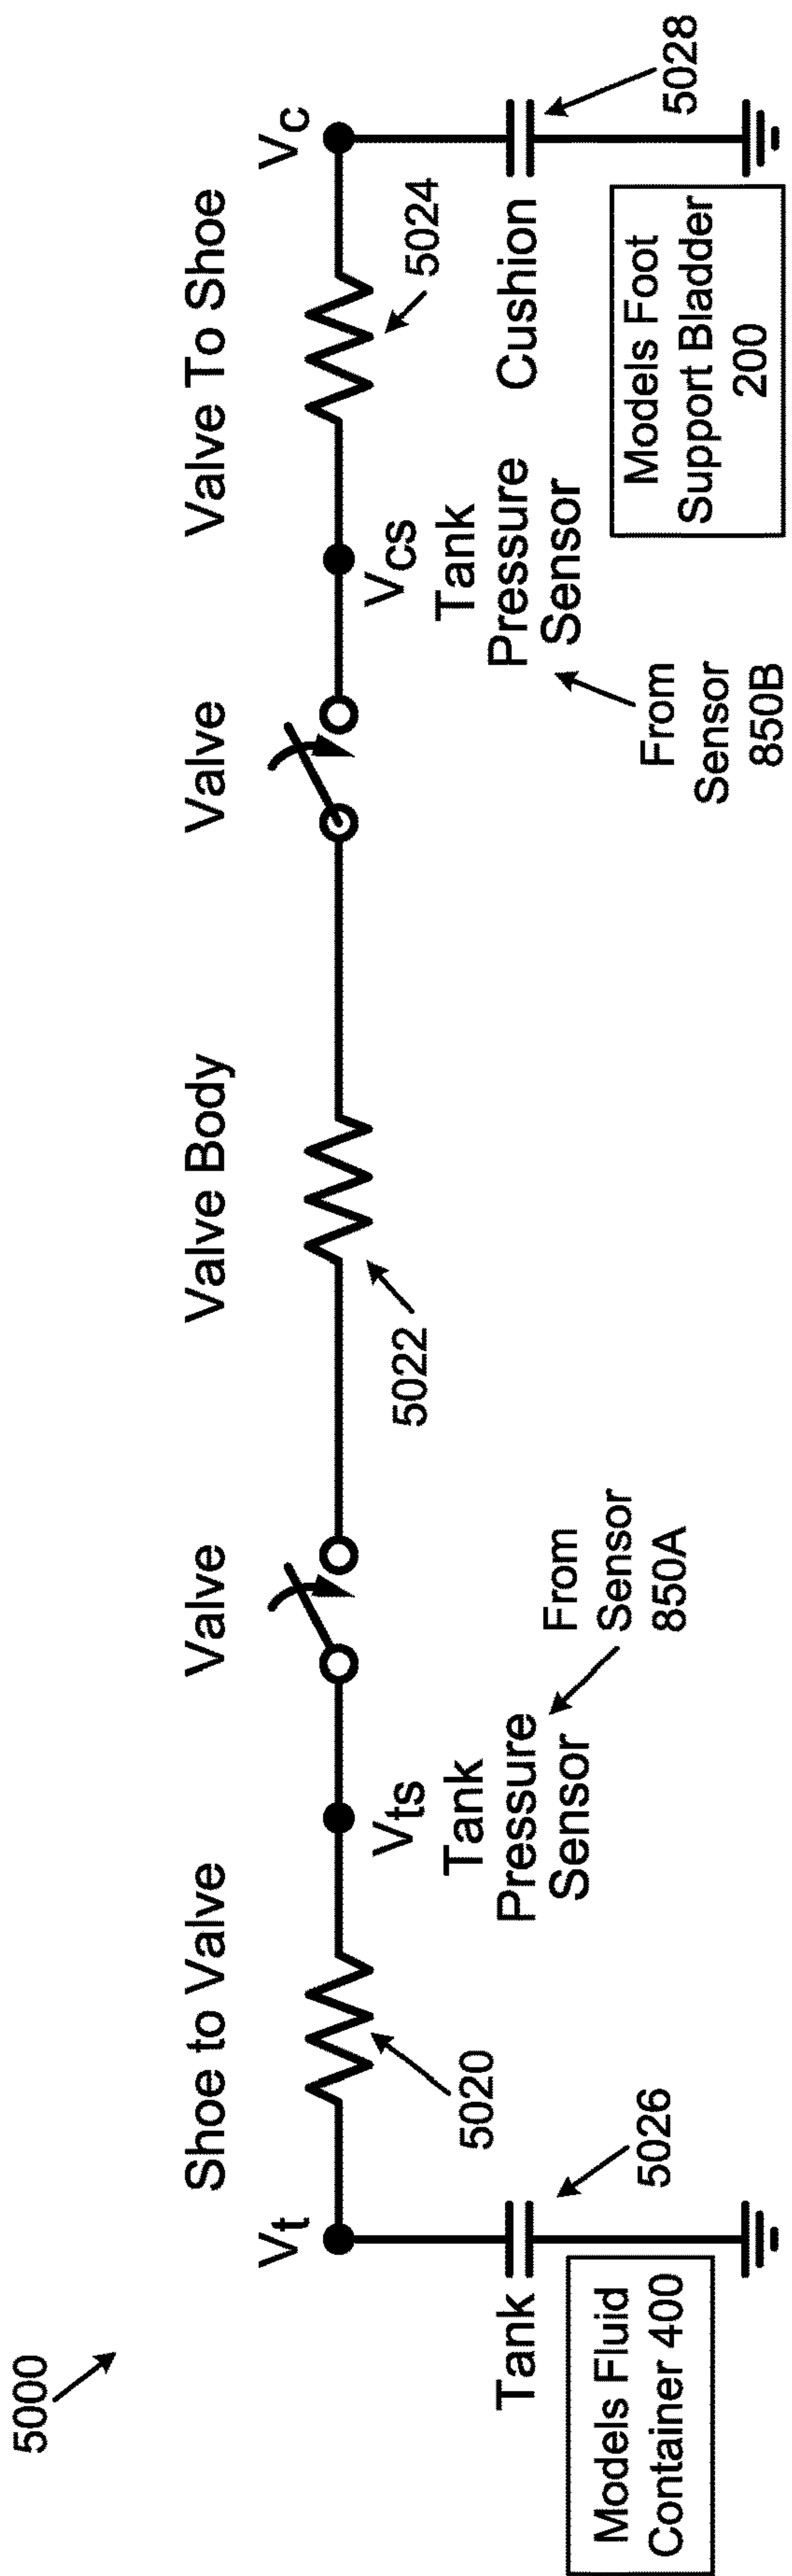 5000
Shoe to Valve
Valve
Valve Body
Valve
Valve To Shoe
Vt
Vts
Tank
Pressure
Sensor
From
Sensor
850A
Vcs
Tank
Pressure
Sensor
From
Sensor
850B
Vc
5020
5022
5024
Tank
5026
Cushion
5028
Models Fluid
Container 400
Models Foot
Support Bladder
200